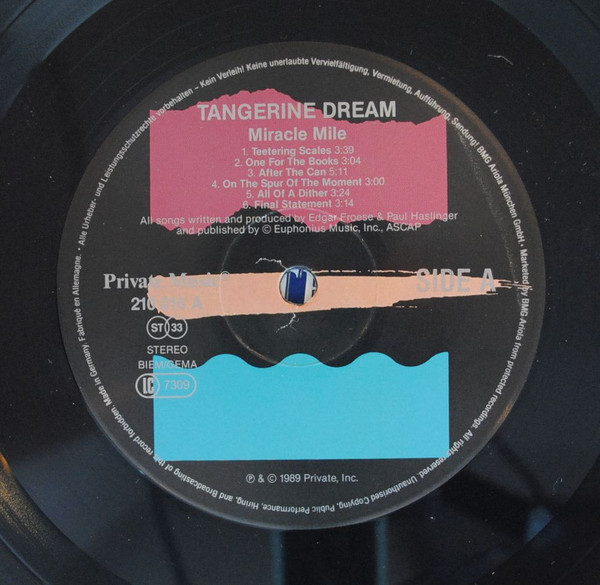 TANGERINE DREAM
Miracle Mile
1. Teetering Scales 3:39
2. One For The Books 3:04
3. After The Can 5:11
4. On The Spur Of The Moment 3:00
5. All Of A Dither 3:24
6. Final Statement 3:14
All songs written and produced by Edgar Froese & Paul Haslinger
and published by © Euphonius Music, Inc., ASCAP
Private Music®
SIDE A
ST 33
STEREO
BIEM/GEMA
LC 7309
℗ & © 1989 Private, Inc.
Made in Germany. Fabriqué en Allemagne. • Alle Urheber- und Leistungsschutzrechte vorbehalten – Kein Verleih! Keine unerlaubte Vervielfältigung, Vermietung, Aufführung, Sendung! BMG Ariola München GmbH • Marketed by BMG Ariola from protected recordings. All rights reserved. Unauthorised Copying, Public Performance, Hiring, and Broadcasting of this record forbidden.